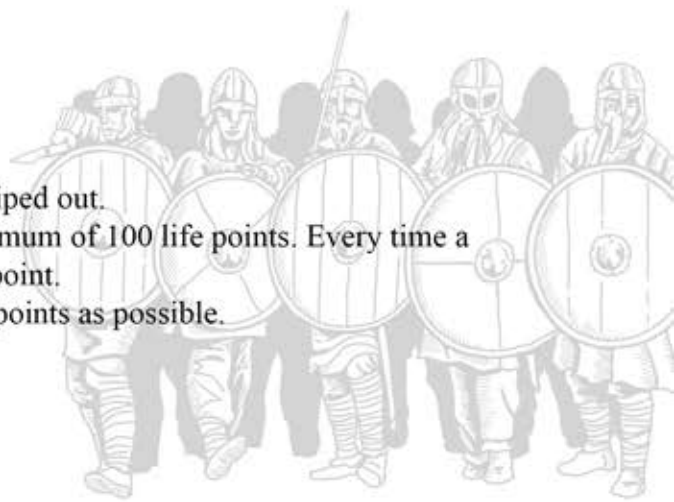 iped out.
mum of 100 life points. Every time a
point.
points as possible.